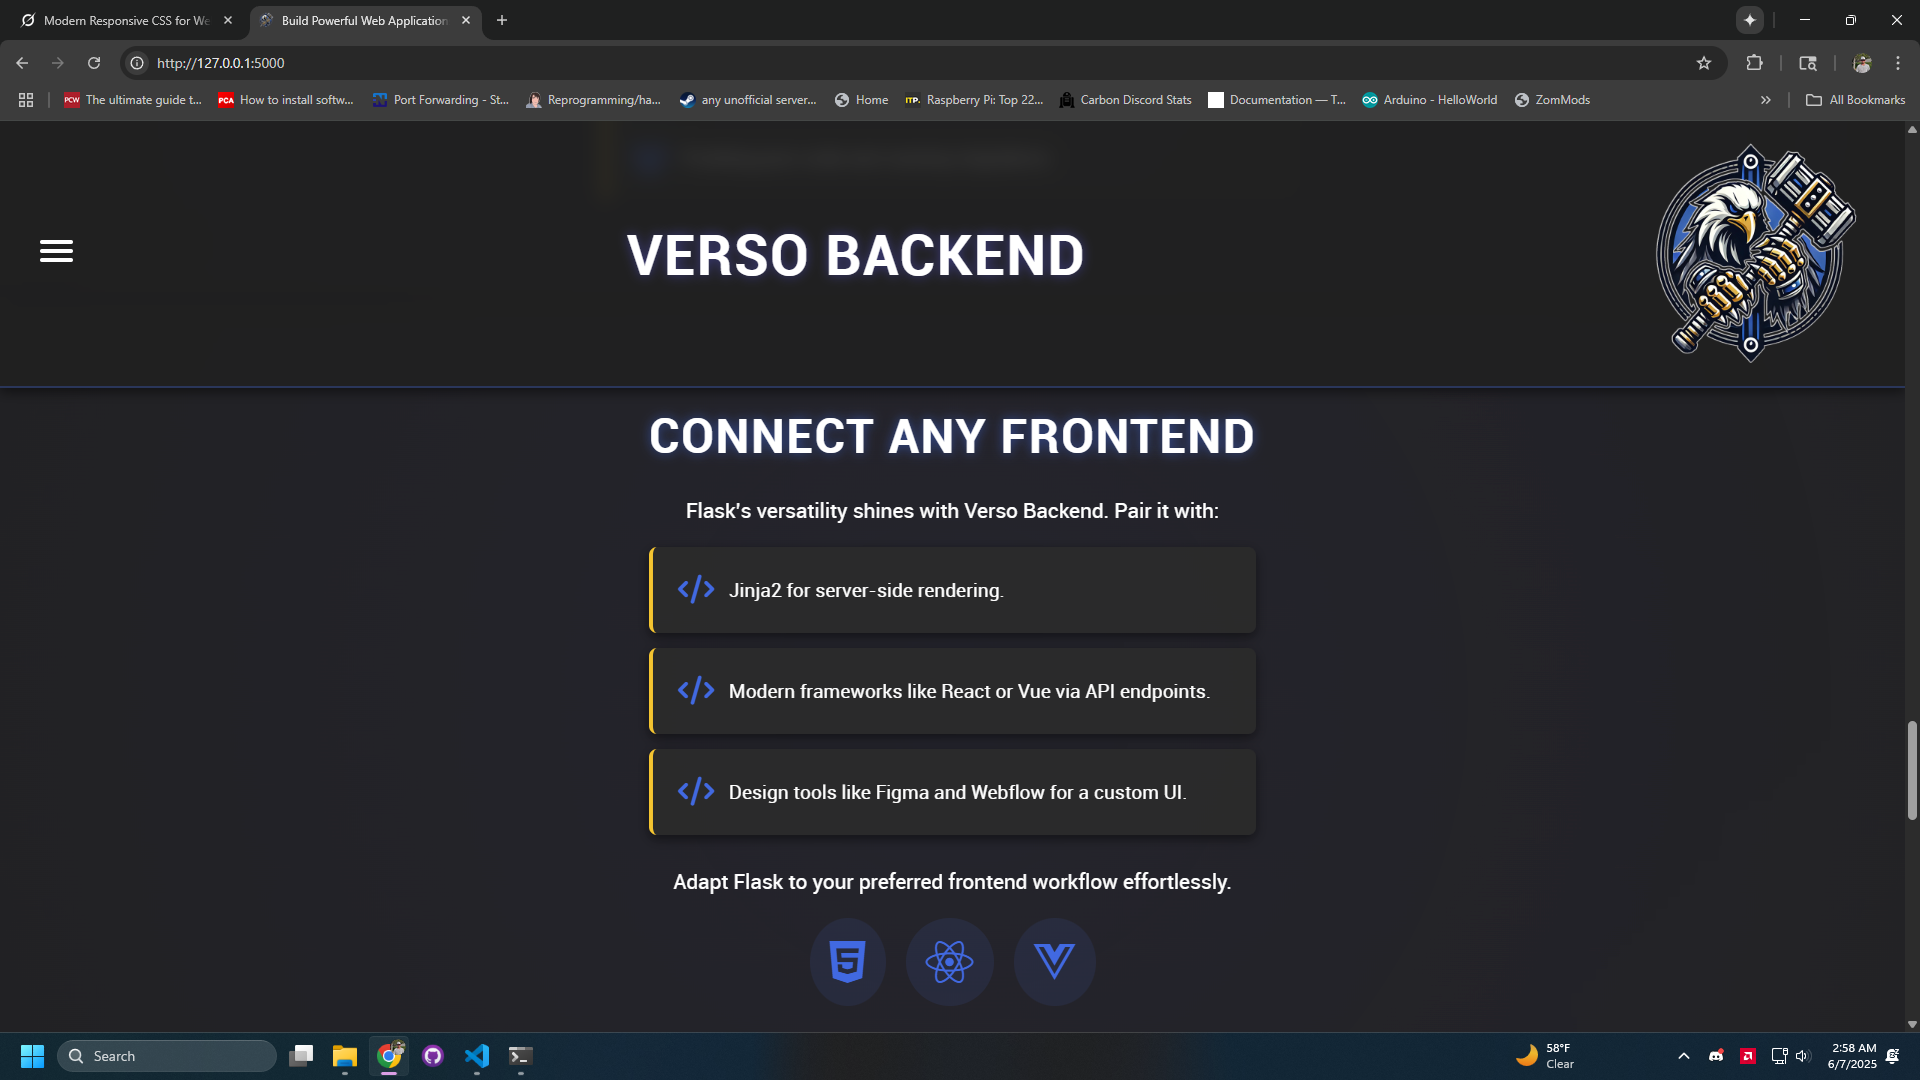 Modern Responsive CSS for We
Build Powerful Web Application
http://127.0.0.1:5000
The ultimate guide t...
How to install softw...
Port Forwarding - St...
Reprogramming/ha...
any unofficial server...
Home
Raspberry Pi: Top 22...
Carbon Discord Stats
Documentation — T...
Arduino - HelloWorld
ZomMods
All Bookmarks
VERSO BACKEND
CONNECT ANY FRONTEND
Flask's versatility shines with Verso Backend. Pair it with:
Jinja2 for server-side rendering.
Modern frameworks like React or Vue via API endpoints.
Design tools like Figma and Webflow for a custom UI.
Adapt Flask to your preferred frontend workflow effortlessly.
Search
58°F
Clear
2:58 AM
6/7/2025